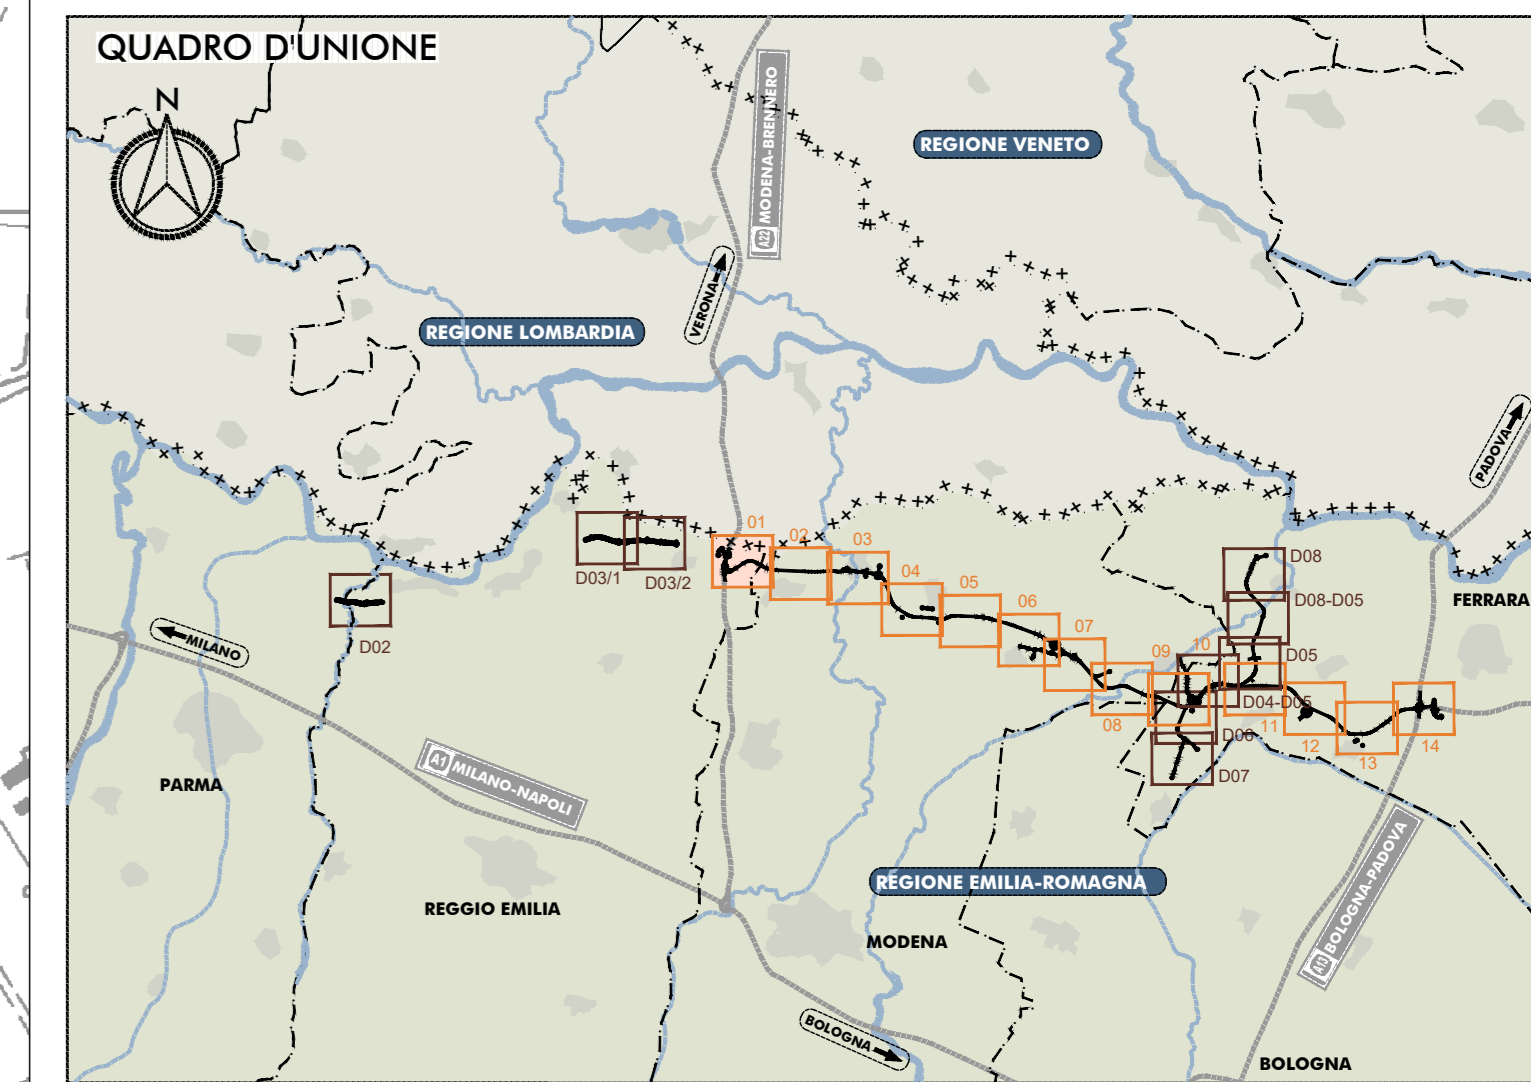 QUADRO D'UNIONE
N
A22 MODENA-BRENNERO
REGIONE VENETO
VERONA
REGIONE LOMBARDIA
PADOVA
01
02
03
04
05
06
07
08
09
10
11
12
13
14
D03/1
D03/2
D02
D08
D08-D05
D05
D04-D05
D06
D07
FERRARA
MILANO
PARMA
A1 MILANO-NAPOLI
REGGIO EMILIA
REGIONE EMILIA-ROMAGNA
MODENA
A13 BOLOGNA-PADOVA
BOLOGNA
BOLOGNA